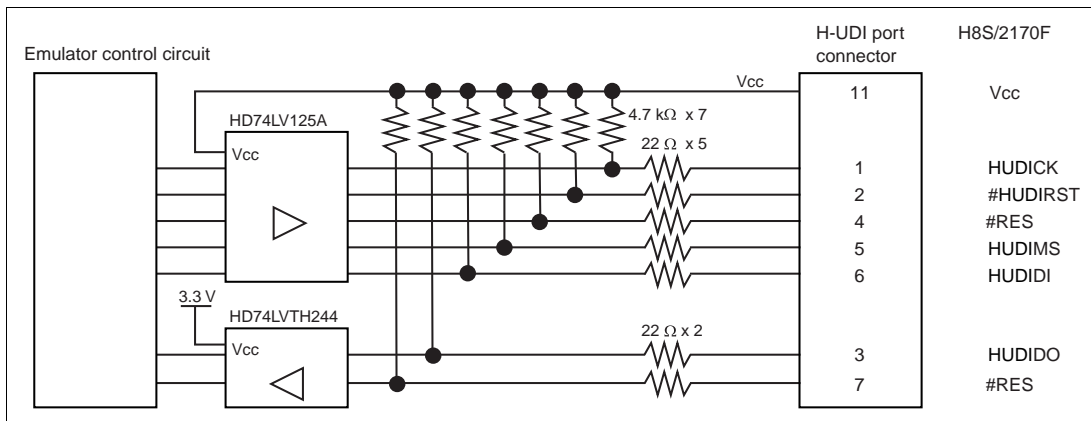 Emulator control circuit
H-UDI port
connector
H8S/2170F
Vcc
11
Vcc
HD74LV125A
Vcc
4.7 kΩ x 7
22 Ω x 5
1
HUDICK
2
#HUDIRST
4
#RES
5
HUDIMS
6
HUDIDI
3.3 V
HD74LVTH244
Vcc
22 Ω x 2
3
HUDIDO
7
#RES